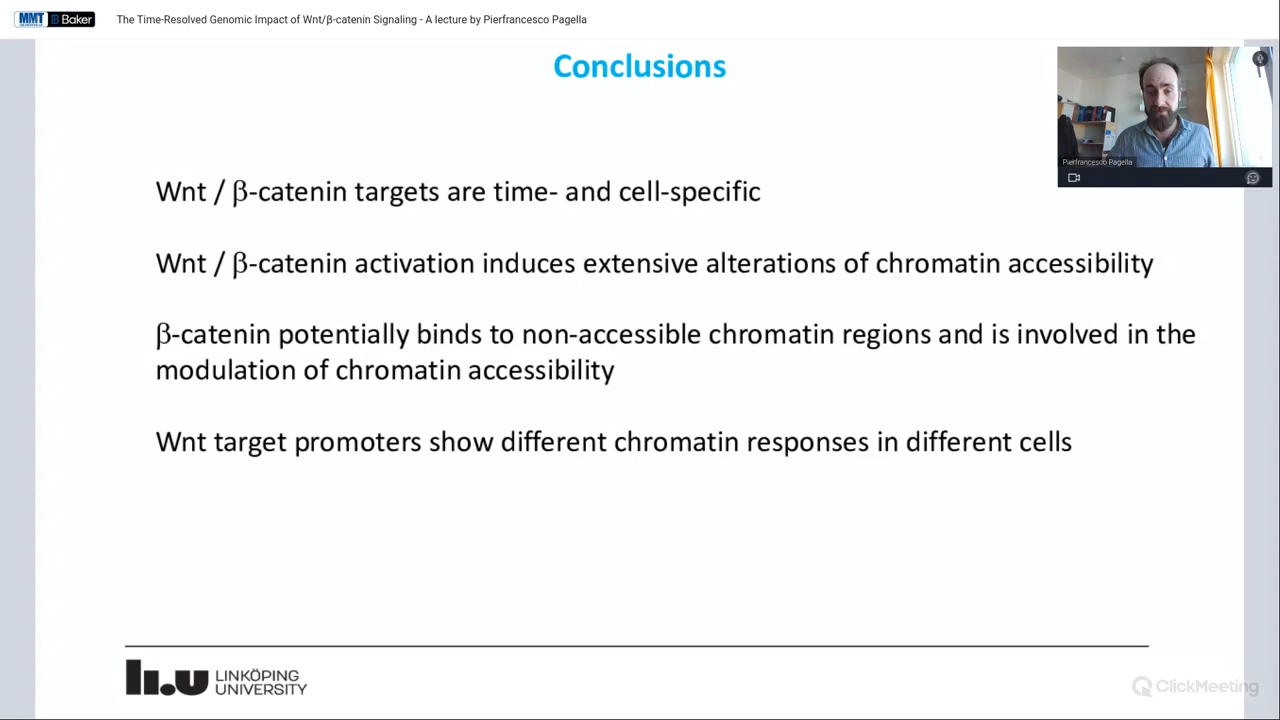 MMT
Baker
The Time-Resolved Genomic Impact of Wnt/β-catenin Signaling - A lecture by Pierfrancesco Pagella
Conclusions
Pierfrancesco Pagella
Wnt / β-catenin targets are time- and cell-specific
Wnt / β-catenin activation induces extensive alterations of chromatin accessibility
β-catenin potentially binds to non-accessible chromatin regions and is involved in the
modulation of chromatin accessibility
Wnt target promoters show different chromatin responses in different cells
li.u LINKÖPING
UNIVERSITY
ClickMeeting